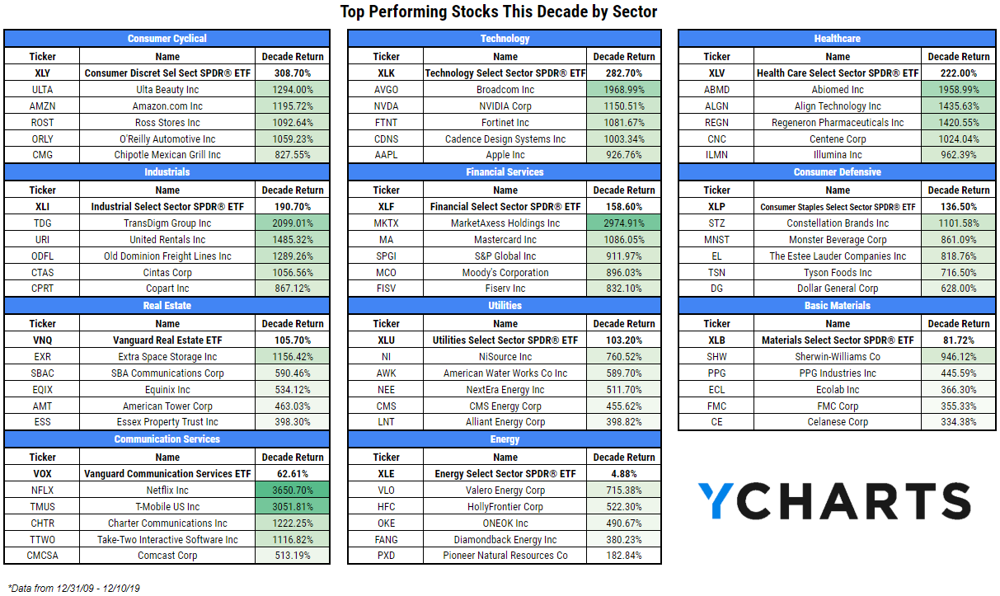 Top Performing Stocks This Decade by Sector
Consumer Cyclical
Ticker Name Decade Return
XLY Consumer Discret Sel Sect SPDR® ETF 308.70%
ULTA Ulta Beauty Inc 1294.00%
AMZN Amazon.com Inc 1195.72%
ROST Ross Stores Inc 1092.64%
ORLY O'Reilly Automotive Inc 1059.23%
CMG Chipotle Mexican Grill Inc 827.55%
Industrials
Ticker Name Decade Return
XLI Industrial Select Sector SPDR® ETF 190.70%
TDG TransDigm Group Inc 2099.01%
URI United Rentals Inc 1485.32%
ODFL Old Dominion Freight Lines Inc 1289.26%
CTAS Cintas Corp 1056.56%
CPRT Copart Inc 867.12%
Real Estate
Ticker Name Decade Return
VNQ Vanguard Real Estate ETF 105.70%
EXR Extra Space Storage Inc 1156.42%
SBAC SBA Communications Corp 590.46%
EQIX Equinix Inc 534.12%
AMT American Tower Corp 463.03%
ESS Essex Property Trust Inc 398.30%
Communication Services
Ticker Name Decade Return
VOX Vanguard Communication Services ETF 62.61%
NFLX Netflix Inc 3650.70%
TMUS T-Mobile US Inc 3051.81%
CHTR Charter Communications Inc 1222.25%
TTWO Take-Two Interactive Software Inc 1116.82%
CMCSA Comcast Corp 513.19%
Technology
Ticker Name Decade Return
XLK Technology Select Sector SPDR® ETF 282.70%
AVGO Broadcom Inc 1968.99%
NVDA NVIDIA Corp 1150.51%
FTNT Fortinet Inc 1081.67%
CDNS Cadence Design Systems Inc 1003.34%
AAPL Apple Inc 926.76%
Financial Services
Ticker Name Decade Return
XLF Financial Select Sector SPDR® ETF 158.60%
MKTX MarketAxess Holdings Inc 2974.91%
MA Mastercard Inc 1086.05%
SPGI S&P Global Inc 911.97%
MCO Moody's Corporation 896.03%
FISV Fiserv Inc 832.10%
Utilities
Ticker Name Decade Return
XLU Utilities Select Sector SPDR® ETF 103.20%
NI NiSource Inc 760.52%
AWK American Water Works Co Inc 589.70%
NEE NextEra Energy Inc 511.70%
CMS CMS Energy Corp 455.62%
LNT Alliant Energy Corp 398.82%
Energy
Ticker Name Decade Return
XLE Energy Select Sector SPDR® ETF 4.88%
VLO Valero Energy Corp 715.38%
HFC HollyFrontier Corp 522.30%
OKE ONEOK Inc 490.67%
FANG Diamondback Energy Inc 380.23%
PXD Pioneer Natural Resources Co 182.84%
Healthcare
Ticker Name Decade Return
XLV Health Care Select Sector SPDR® ETF 222.00%
ABMD Abiomed Inc 1958.99%
ALGN Align Technology Inc 1435.63%
REGN Regeneron Pharmaceuticals Inc 1420.55%
CNC Centene Corp 1024.04%
ILMN Illumina Inc 962.39%
Consumer Defensive
Ticker Name Decade Return
XLP Consumer Staples Select Sector SPDR® ETF 136.50%
STZ Constellation Brands Inc 1101.58%
MNST Monster Beverage Corp 861.09%
EL The Estee Lauder Companies Inc 818.76%
TSN Tyson Foods Inc 716.50%
DG Dollar General Corp 628.00%
Basic Materials
Ticker Name Decade Return
XLB Materials Select Sector SPDR® ETF 81.72%
SHW Sherwin-Williams Co 946.12%
PPG PPG Industries Inc 445.59%
ECL Ecolab Inc 366.30%
FMC FMC Corp 355.33%
CE Celanese Corp 334.38%
YCHARTS
*Data from 12/31/09 - 12/10/19